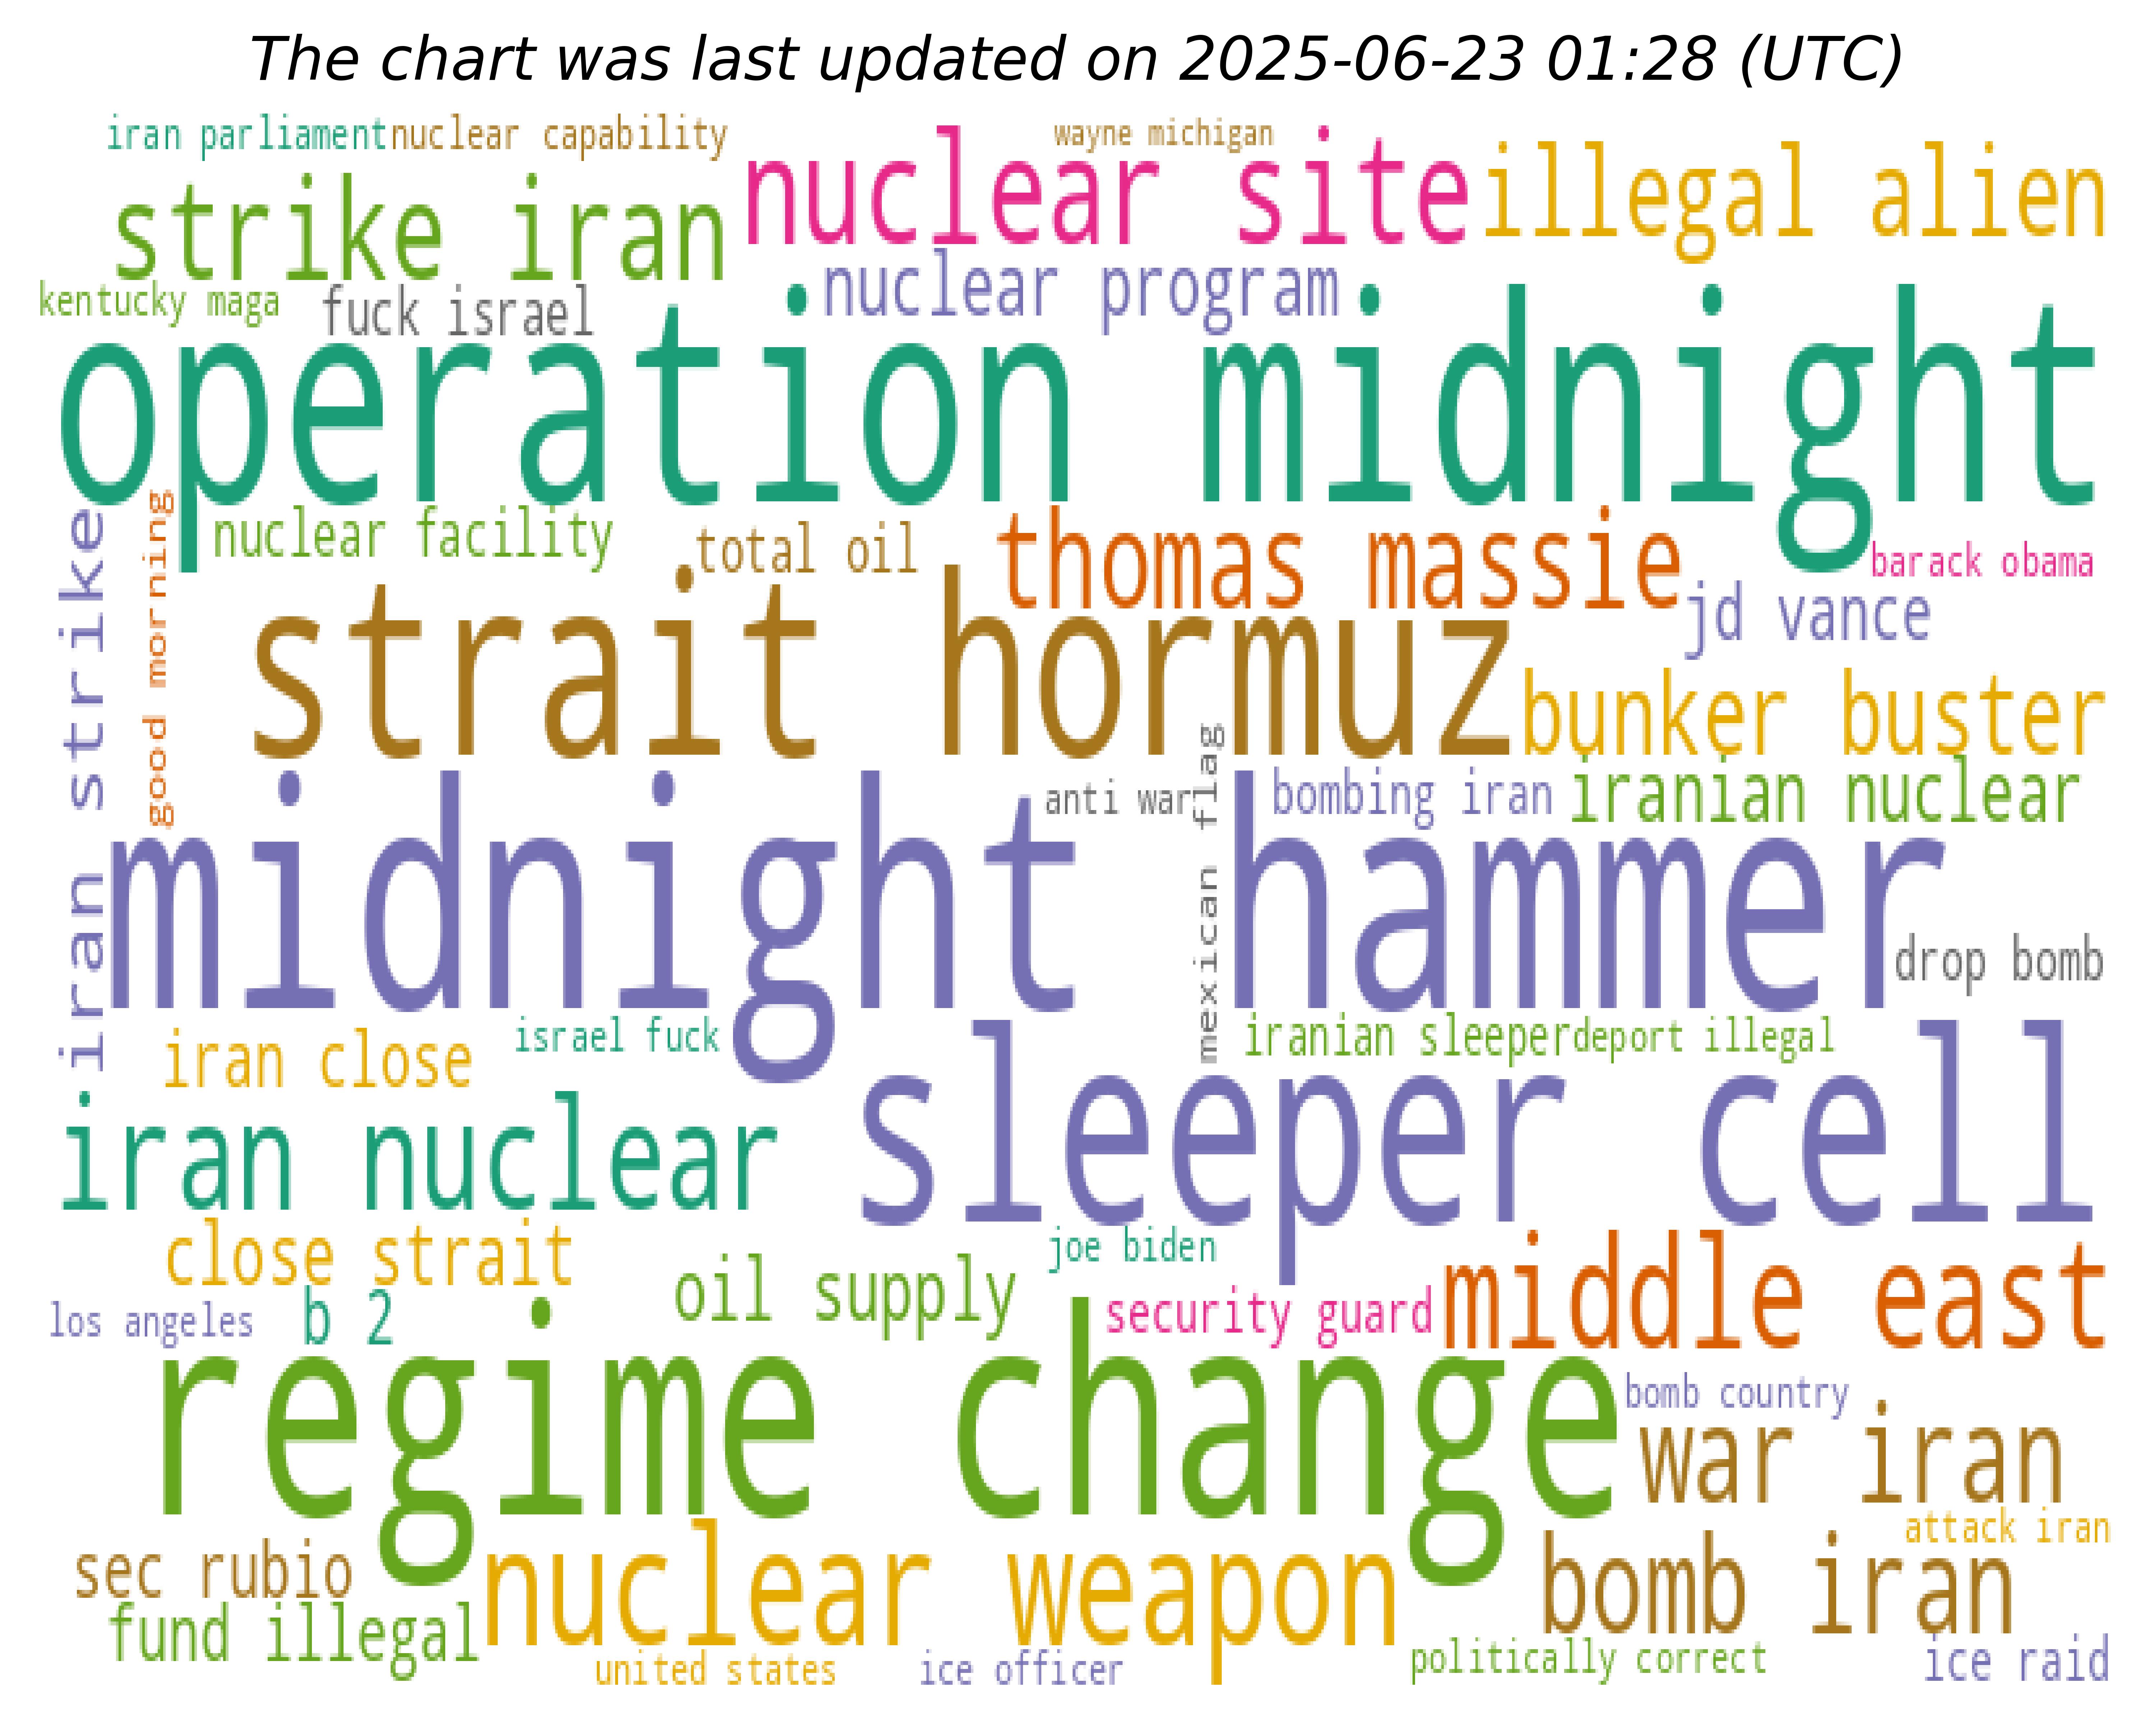 The chart was last updated on 2025-06-23 01:28 (UTC)
iran parliament
nuclear capability
wayne michigan
nuclear site
illegal alien
strike iran
nuclear program
kentucky maga
fuck israel
operation midnight
nuclear facility
total oil
thomas massie
barack obama
jd vance
iran strike
good morning
strait hormuz
bunker buster
mexican flag
anti war
bombing iran
iranian nuclear
midnight hammer
drop bomb
iran close
israel fuck
iranian sleeper
deport illegal
iran nuclear
sleeper cell
close strait
oil supply
joe biden
middle east
los angeles
b 2
security guard
regime change
bomb country
war iran
attack iran
sec rubio
nuclear weapon
bomb iran
fund illegal
united states
ice officer
politically correct
ice raid